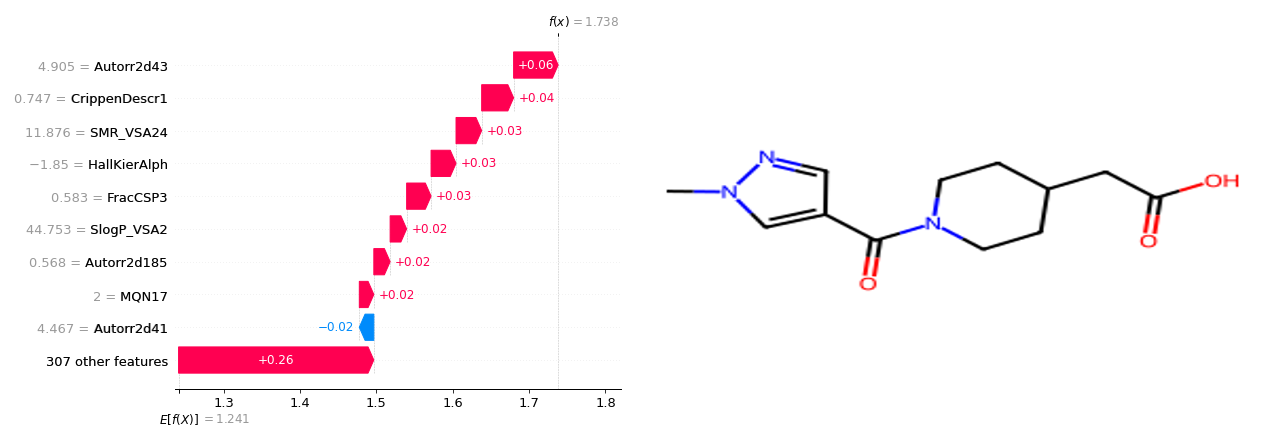 f(x) = 1.738
4.905 = Autorr2d43
+0.06
0.747 = CrippenDescr1
+0.04
11.876 = SMR_VSA24
+0.03
−1.85 = HallKierAlph
+0.03
0.583 = FracCSP3
+0.03
44.753 = SlogP_VSA2
+0.02
0.568 = Autorr2d185
+0.02
2 = MQN17
+0.02
4.467 = Autorr2d41
−0.02
307 other features
+0.26
1.3 1.4 1.5 1.6 1.7 1.8
E[f(X)] = 1.241
N
N
O
N
O
OH